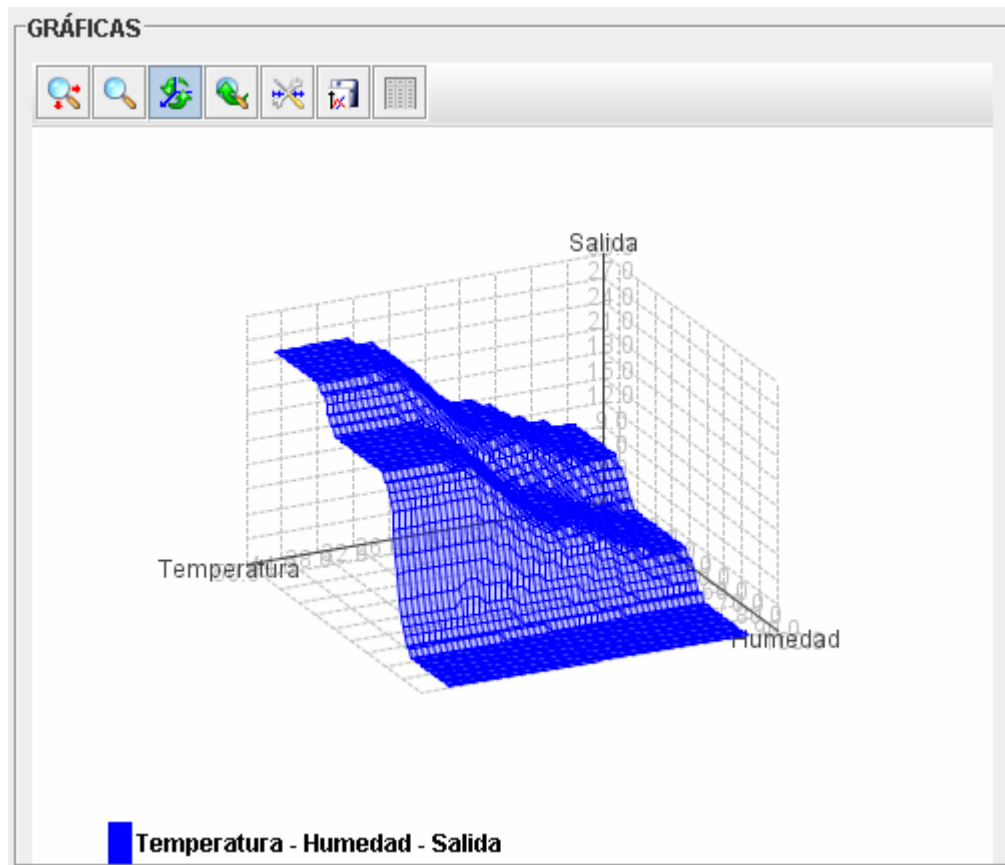 GRÁFICAS
Salida
27.0
24.0
21.0
18.0
15.0
12.0
9.0
Temperatura
Humedad
Temperatura - Humedad - Salida